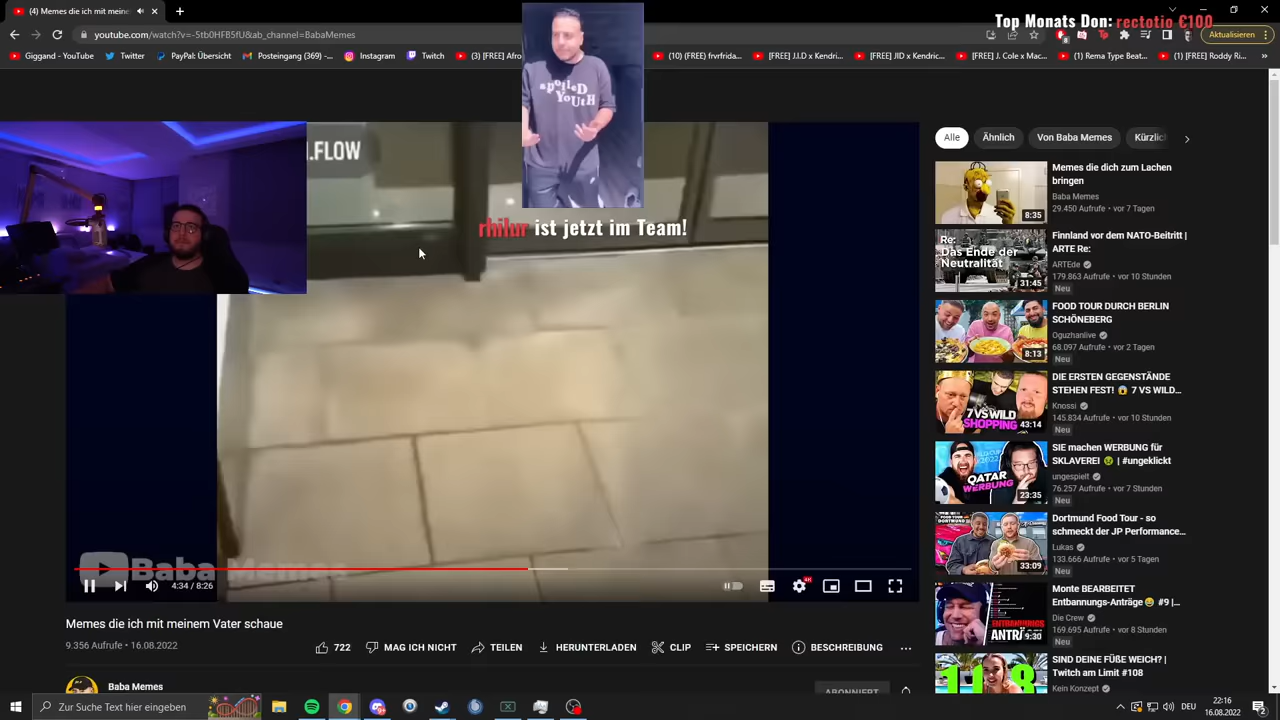 (4) Memes die ich mit meinem V
Top Monats Don: rectotio €100
youtube.com/watch?v=-5tb0HFB5fU&ab_channel=BabaMemes
Aktualisieren
Giggand - YouTube
Twitter
PayPal: Übersicht
Posteingang (369) -...
Instagram
Twitch
(3) [FREE] Afro
(10) (FREE) frvrfrida...
[FREE] J.I.D x Kendric...
[FREE] JID x Kendric...
[FREE] J. Cole x Mac...
(1) Rema Type Beat...
(1) [FREE] Roddy Ri...
.FLOW
spoiled
YoUtH
rhilur ist jetzt im Team!
Baba
4:34 / 8:26
Memes die ich mit meinem Vater schaue
9.356 Aufrufe • 16.08.2022
722
MAG ICH NICHT
TEILEN
HERUNTERLADEN
CLIP
SPEICHERN
BESCHREIBUNG
Baba Memes
ABONNIERT
Alle
Ähnlich
Von Baba Memes
Kürzlic
Memes die dich zum Lachen
bringen
Baba Memes
29.450 Aufrufe • vor 7 Tagen
8:35
Re:
Das Ende der
Neutralität
31:45
Finnland vor dem NATO-Beitritt |
ARTE Re:
ARTEde
179.863 Aufrufe • vor 10 Stunden
Neu
FOOD TOUR DURCH BERLIN
SCHÖNEBERG
Oguzhanlive
68.097 Aufrufe • vor 2 Tagen
Neu
8:13
DIE ERSTEN GEGENSTÄNDE
STEHEN FEST! 😱 7 VS WILD...
Knossi
145.834 Aufrufe • vor 10 Stunden
Neu
7VSWILD
SHOPPING
43:14
SIE machen WERBUNG für
SKLAVEREI 🤢 | #ungeklickt
ungespielt
76.257 Aufrufe • vor 7 Stunden
Neu
QATAR
WERBUNG
23:35
Dortmund Food Tour - so
schmeckt der JP Performance...
Lukas
133.666 Aufrufe • vor 5 Tagen
Neu
33:09
Monte BEARBEITET
Entbannungs-Anträge 😂 #9 |...
Die Crew
169.695 Aufrufe • vor 8 Stunden
Neu
ENTBANNUNGS
ANTRÄ
9:30
SIND DEINE FÜßE WEICH? |
Twitch am Limit #108
Kein Konzept
Zur Suche Text hier eingeben
DEU
22:16
16.08.2022